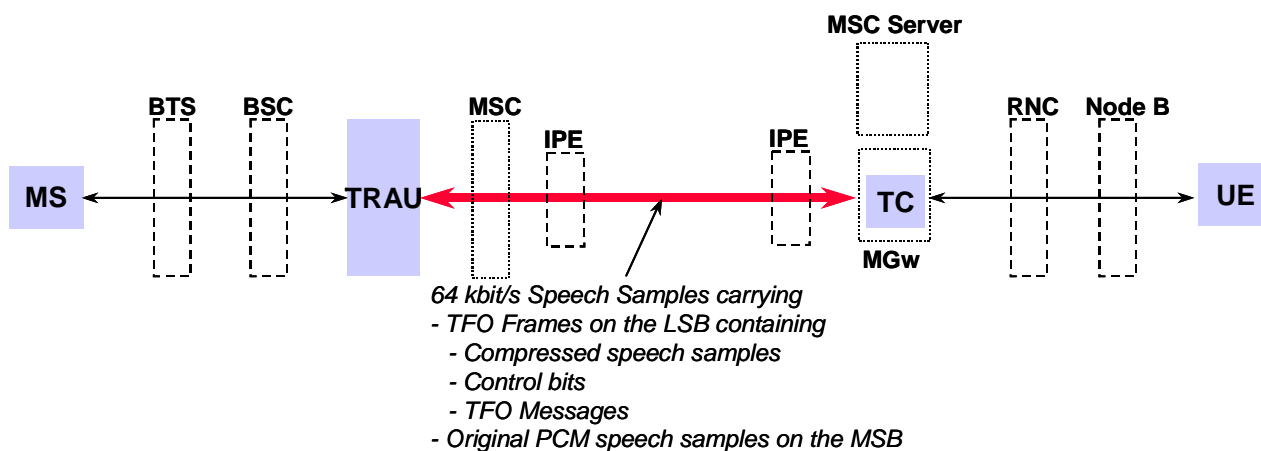 MSC Server
BTS
BSC
MSC
IPE
IPE
RNC
Node B
MS
TRAU
TC
UE
MGw
64 kbit/s Speech Samples carrying
- TFO Frames on the LSB containing
- Compressed speech samples
- Control bits
- TFO Messages
- Original PCM speech samples on the MSB